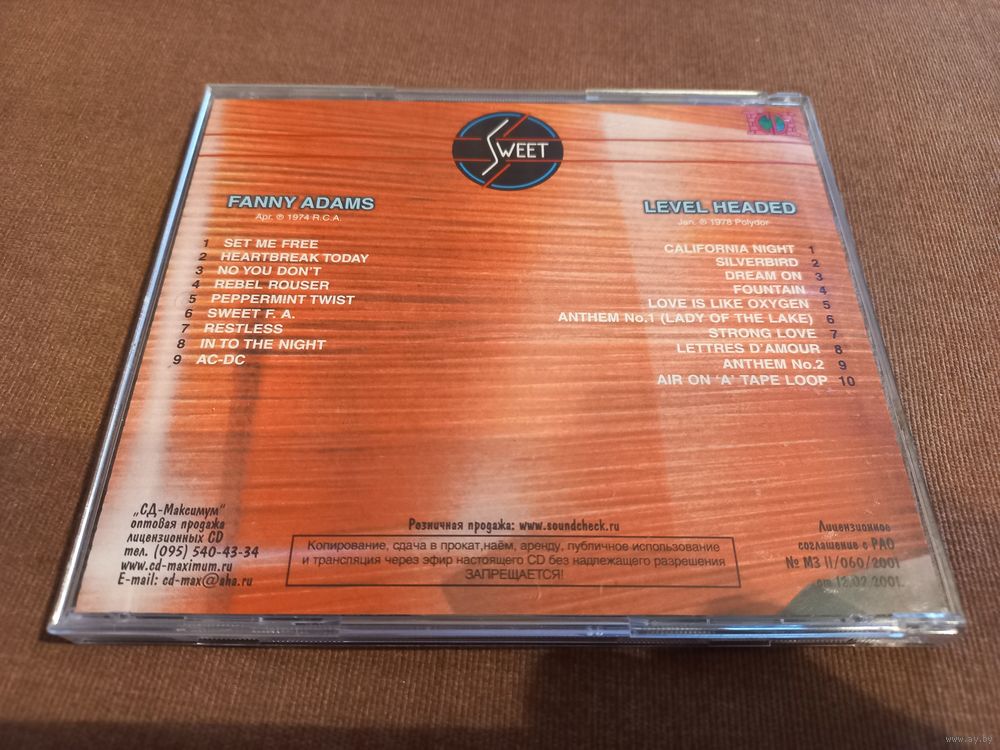 SWEET
FANNY ADAMS
Apr. ℗ 1974 R.C.A.
1 SET ME FREE
2 HEARTBREAK TODAY
3 NO YOU DON'T
4 REBEL ROUSER
5 PEPPERMINT TWIST
6 SWEET F. A.
7 RESTLESS
8 IN TO THE NIGHT
9 AC-DC
LEVEL HEADED
Jan. ℗ 1978 Polydor
CALIFORNIA NIGHT 1
SILVERBIRD 2
DREAM ON 3
FOUNTAIN 4
LOVE IS LIKE OXYGEN 5
ANTHEM No.1 (LADY OF THE LAKE) 6
STRONG LOVE 7
LETTRES D'AMOUR 8
ANTHEM No.2 9
AIR ON 'A' TAPE LOOP 10
„СД-Максимум"
оптовая продажа
лицензионных CD
тел. (095) 540-43-34
www.cd-maximum.ru
E-mail: cd-max@aha.ru
Розничная продажа: www.soundcheck.ru
Копирование, сдача в прокат,наём, аренду, публичное использование
и трансляция через эфир настоящего CD без надлежащего разрешения
ЗАПРЕЩАЕТСЯ!
Лицензионное
соглашение с РАО
№ МЗ II/060/2001
от 12.02.2001.
www.ay.by